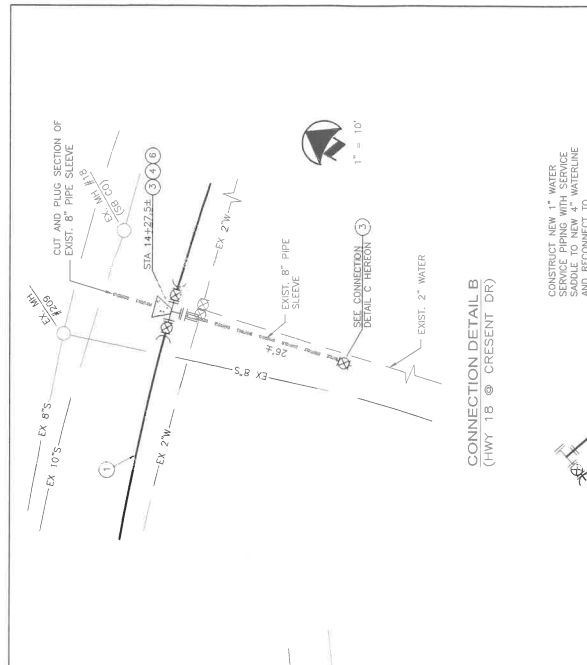 CUT AND PLUG SECTION OF
EXIST. 8" PIPE SLEEVE
EX. MH #18
(SB CO)
EX. MH
#209
STA 14+27.5±
3 4 6
1" = 10'
EX 8"S
EX 10"S
EX 2"W
EX 2"W
EX 8"S
1
EXIST. 8" PIPE
SLEEVE
26'±
3
SEE CONNECTION
DETAIL C HEREON
EXIST. 2" WATER
CONNECTION DETAIL B
(HWY 18 @ CRESENT DR)
CONSTRUCT NEW 1" WATER
SERVICE PIPING WITH SERVICE
SADDLE TO NEW 4" WATERLINE
AND RECONNECT TO